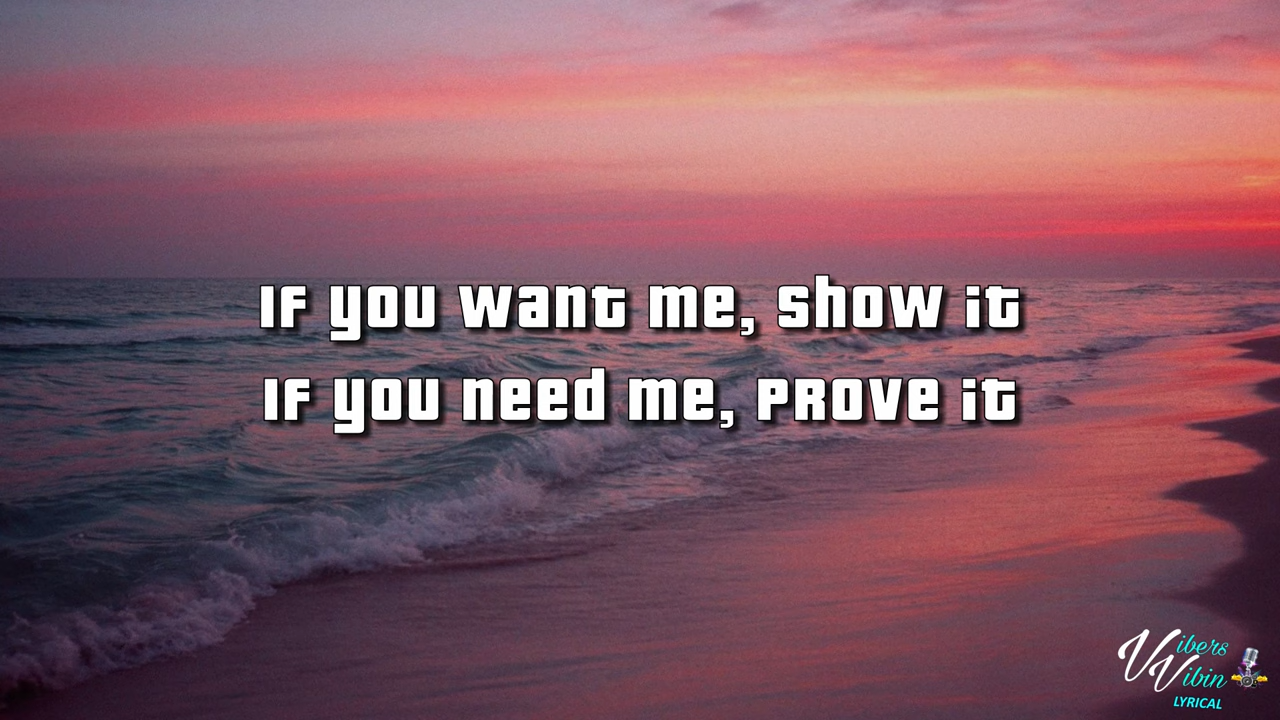 If you want me, show it
If you need me, prove it
Vibers
Vibin
LYRICAL